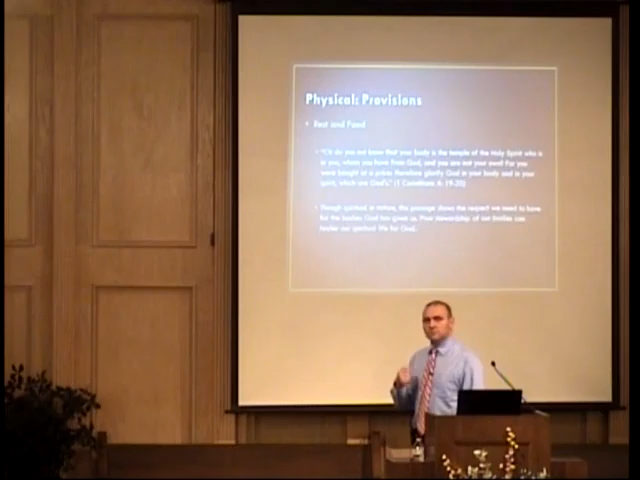 Physical: Provisions
• Rest and Food
• "Or do you not know that your body is the temple of the Holy Spirit who is
in you, whom you have from God, and you are not your own? For you
were bought at a price; therefore glorify God in your body and in your
spirit, which are God's." (1 Corinthians 6:19-20)
• Though spiritual in nature, the passage shows the respect we need to have
for the bodies God has given us. Poor stewardship of our bodies can
hinder our spiritual life for God.